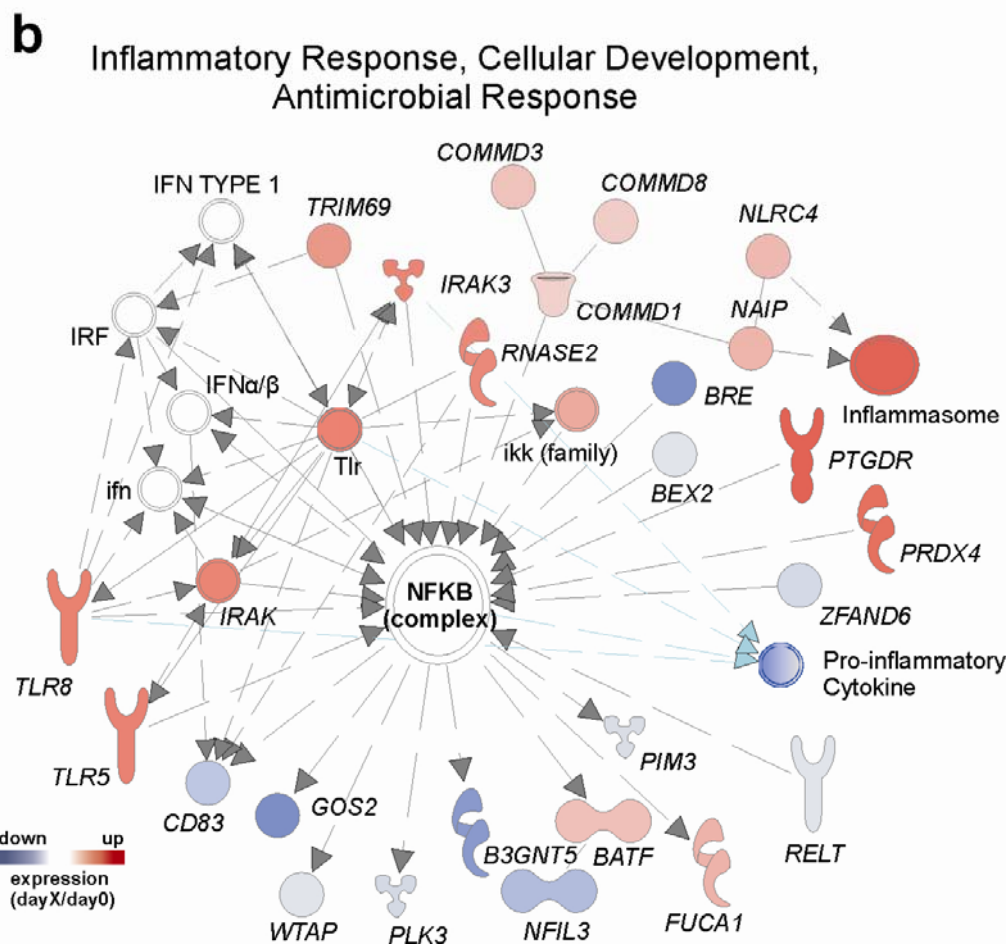 b
Inflammatory Response, Cellular Development,
Antimicrobial Response
COMMD3
IFN TYPE 1
COMMD8
TRIM69
NLRC4
IRAK3
COMMD1
NAIP
IRF
RNASE2
IFNα/β
BRE
Inflammasome
Tlr
ikk (family)
PTGDR
ifn
BEX2
PRDX4
NFKB
(complex)
IRAK
ZFAND6
Pro-inflammatory
Cytokine
TLR8
TLR5
PIM3
CD83
GOS2
B3GNT5
BATF
RELT
down
up
expression
(dayX/day0)
WTAP
PLK3
NFIL3
FUCA1